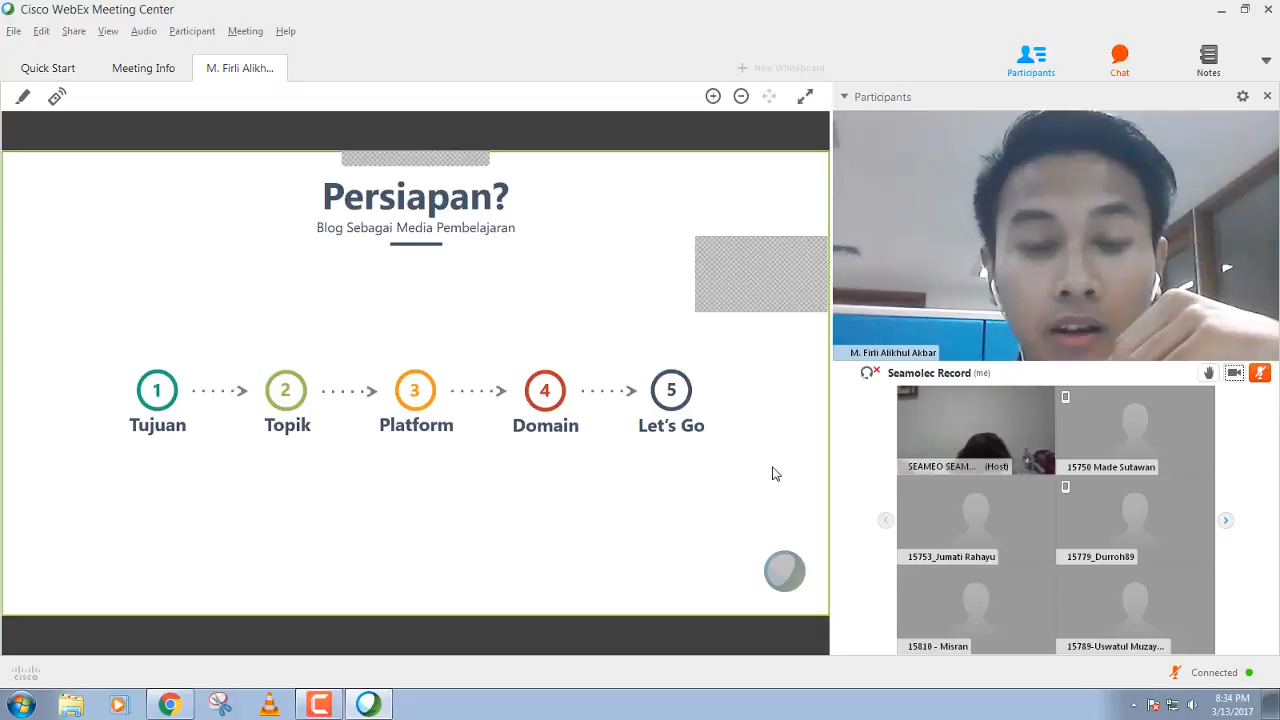 Cisco WebEx Meeting Center
File Edit Share View Audio Participant Meeting Help
Quick Start Meeting Info M. Firli Alikh... New Whiteboard
Participants Chat Notes
Participants
Persiapan?
Blog Sebagai Media Pembelajaran
M. Firli Alikhul Akbar
Seamolec Record (me)
1 2 3 4 5
Tujuan Topik Platform Domain Let's Go
SEAMEO SEAM... (Host)
15750 Made Sutawan
15753_Jumati Rahayu
15779_Durroh89
15810 - Misran
15789-Uswatul Muzay...
cisco
Connected
8:34 PM
3/13/2017